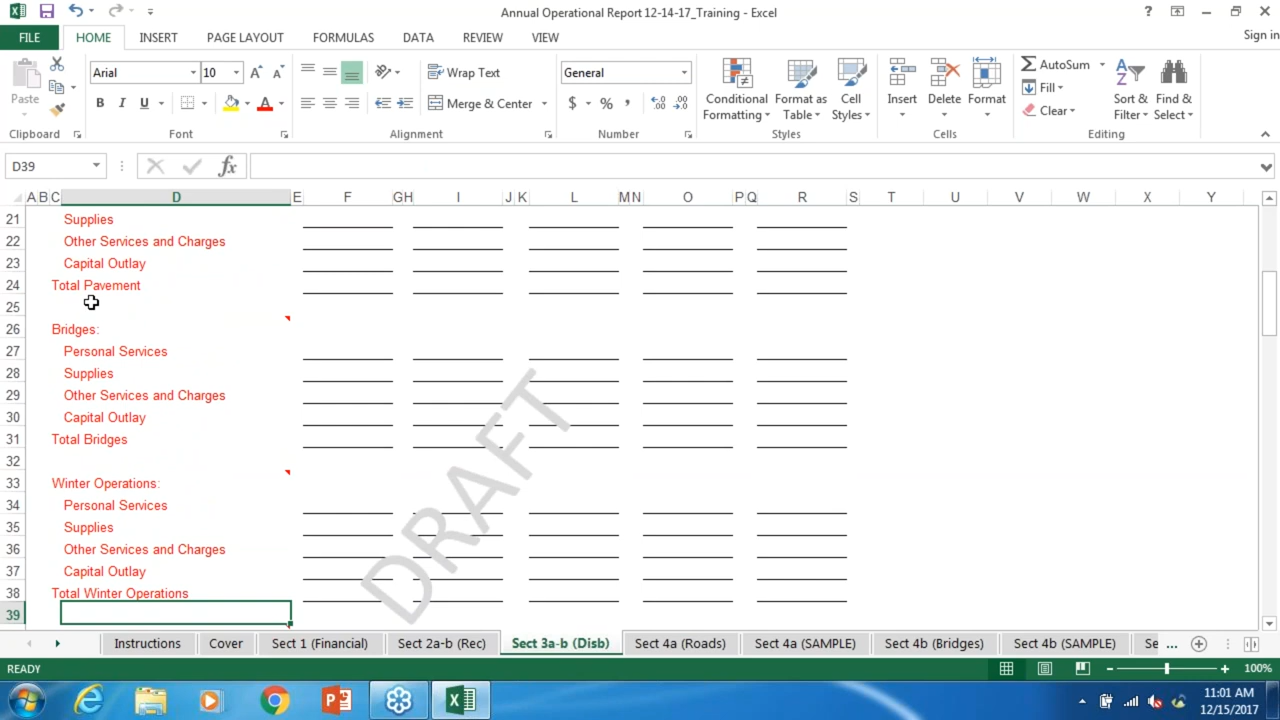 Annual Operational Report 12-14-17_Training - Excel
FILE HOME INSERT PAGE LAYOUT FORMULAS DATA REVIEW VIEW Sign in
Paste
Arial 10
B I U
Wrap Text
Merge & Center
General
$ % ,
Conditional Formatting
Format as Table
Cell Styles
Insert Delete Format
AutoSum
Fill
Clear
Sort & Filter
Find & Select
Clipboard Font Alignment Number Styles Cells Editing
D39 fx
A B C D E F G H I J K L M N O P Q R S T U V W X Y
21 Supplies
22 Other Services and Charges
23 Capital Outlay
24 Total Pavement
25
26 Bridges:
27 Personal Services
28 Supplies
29 Other Services and Charges
30 Capital Outlay
31 Total Bridges
32
33 Winter Operations:
34 Personal Services
35 Supplies
36 Other Services and Charges
37 Capital Outlay
38 Total Winter Operations
39
DRAFT
Instructions Cover Sect 1 (Financial) Sect 2a-b (Rec) Sect 3a-b (Disb) Sect 4a (Roads) Sect 4a (SAMPLE) Sect 4b (Bridges) Sect 4b (SAMPLE) Se ...
READY 100%
11:01 AM
12/15/2017